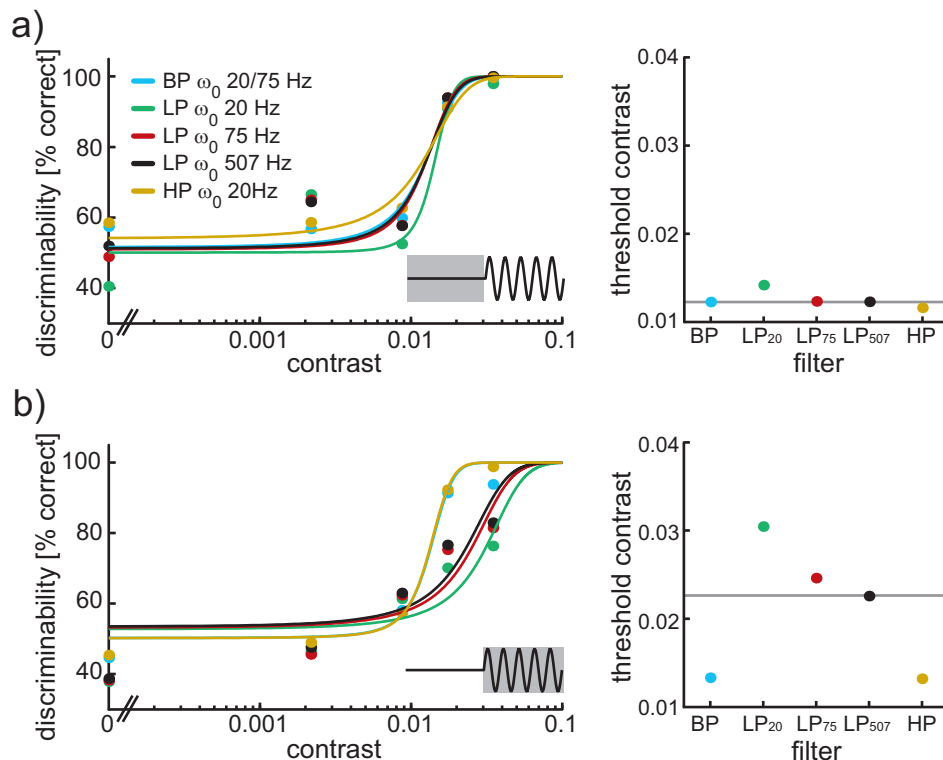 a)
discriminability [% correct]
100
80
60
40
BP ω0 20/75 Hz
LP ω0 20 Hz
LP ω0 75 Hz
LP ω0 507 Hz
HP ω0 20Hz
0
0.001
0.01
0.1
contrast
threshold contrast
0.04
0.03
0.02
0.01
BP
LP20
LP75
LP507
HP
filter
b)
discriminability [% correct]
100
80
60
40
0
0.001
0.01
0.1
contrast
threshold contrast
0.04
0.03
0.02
0.01
BP
LP20
LP75
LP507
HP
filter